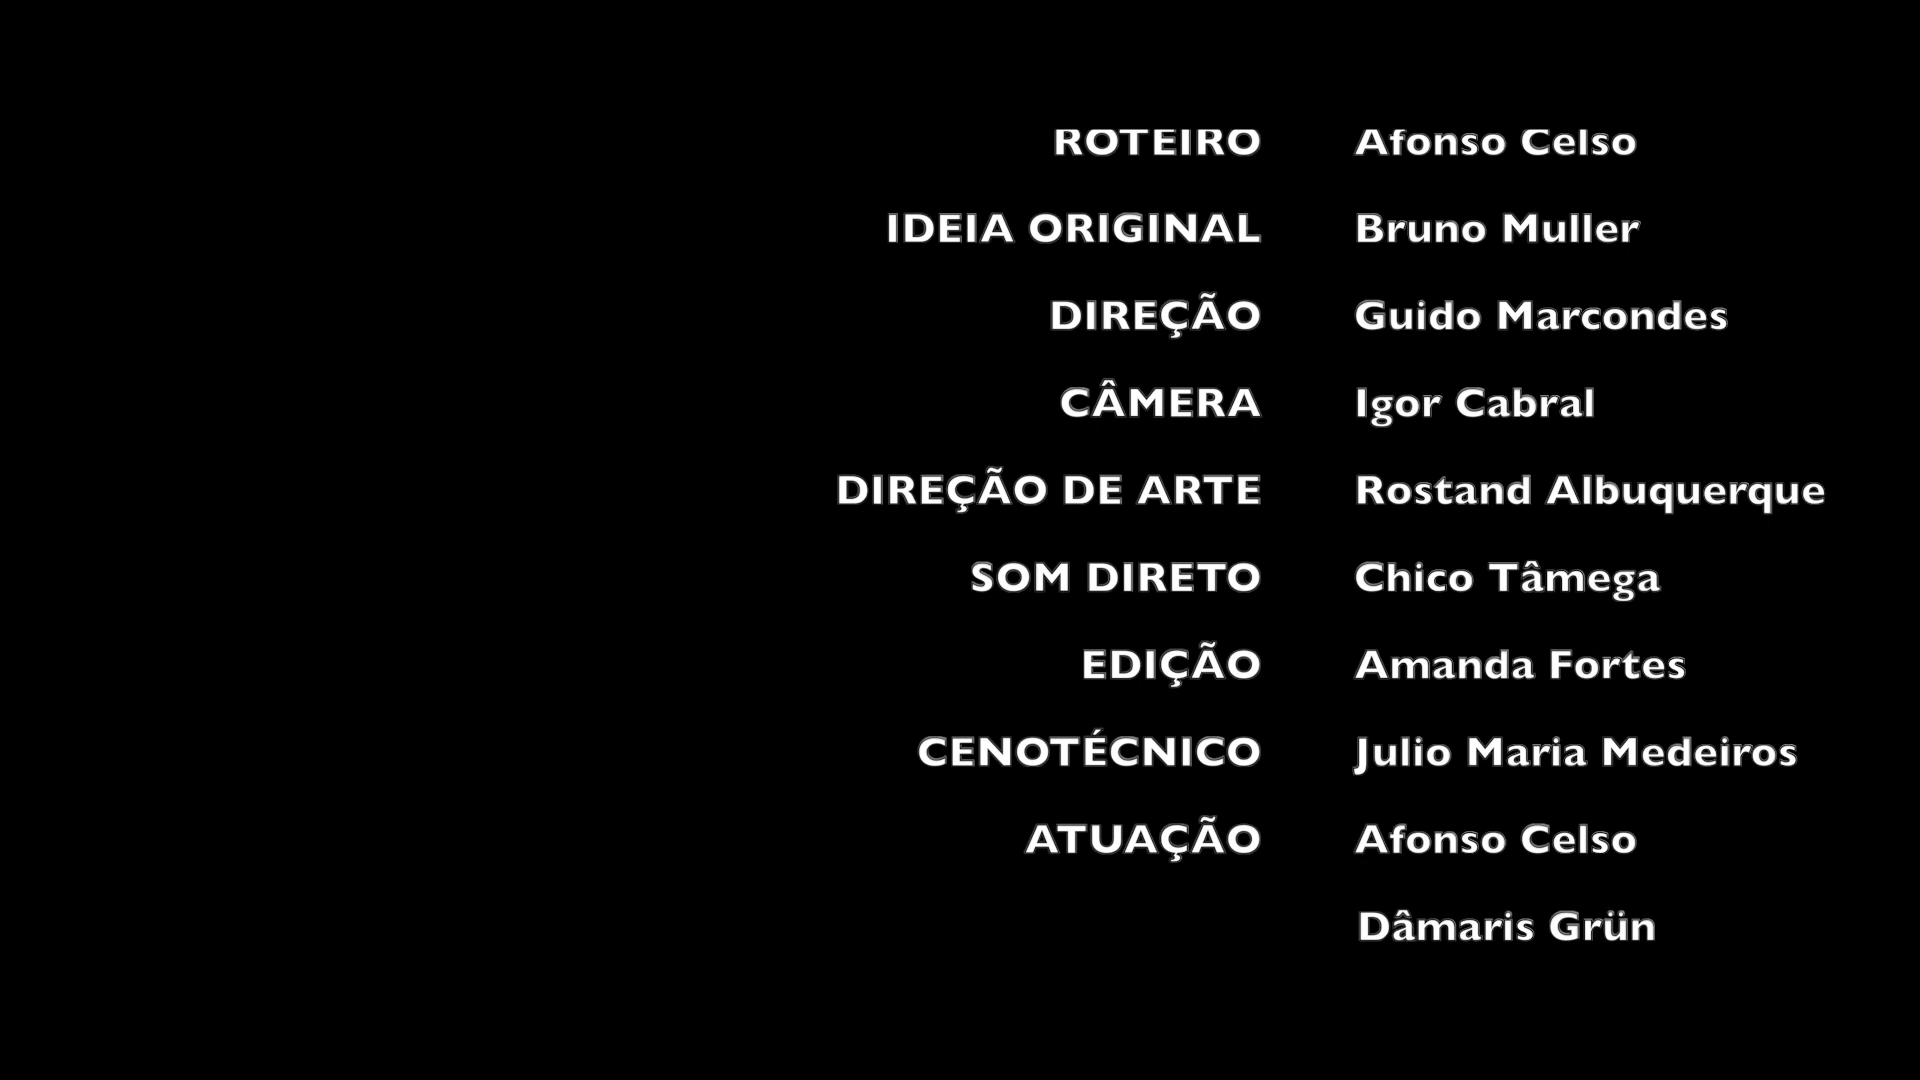 ROTEIRO Afonso Celso
IDEIA ORIGINAL Bruno Muller
DIREÇÃO Guido Marcondes
CÂMERA Igor Cabral
DIREÇÃO DE ARTE Rostand Albuquerque
SOM DIRETO Chico Tâmega
EDIÇÃO Amanda Fortes
CENOTÉCNICO Julio Maria Medeiros
ATUAÇÃO Afonso Celso
Dâmaris Grün